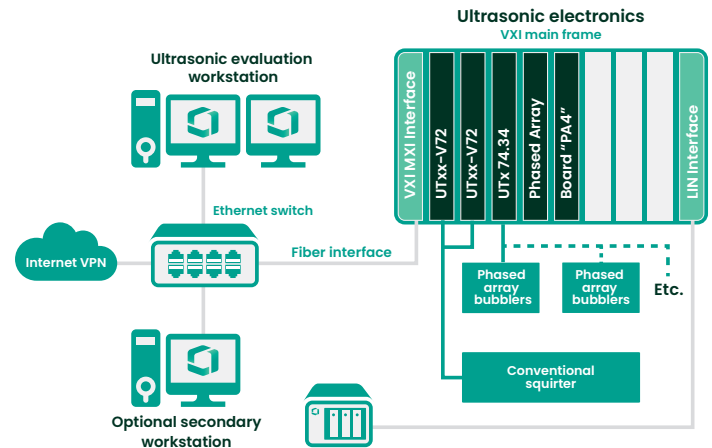 Ultrasonic electronics
VXI main frame
Ultrasonic evaluation
workstation
VXI MXI Interface
UTxx-V72
UTxx-V72
UTx 74.34
Phased Array
Board “PA4”
LIN Interface
Ethernet switch
Internet VPN
Fiber interface
Phased
array
bubblers
Phased
array
bubblers
Etc.
Conventional
squirter
Optional secondary
workstation